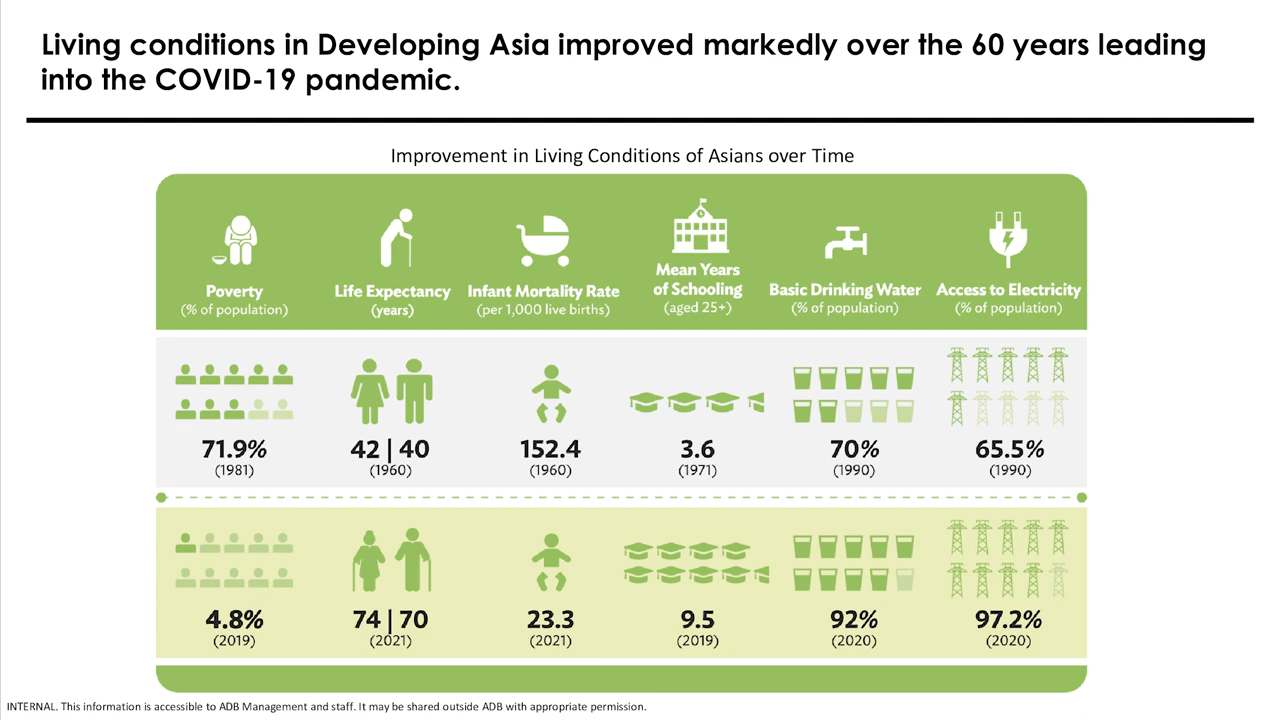 Living conditions in Developing Asia improved markedly over the 60 years leading
into the COVID-19 pandemic.
Improvement in Living Conditions of Asians over Time
Poverty
(% of population)
Life Expectancy
(years)
Infant Mortality Rate
(per 1,000 live births)
Mean Years
of Schooling
(aged 25+)
Basic Drinking Water
(% of population)
Access to Electricity
(% of population)
71.9%
(1981)
42 | 40
(1960)
152.4
(1960)
3.6
(1971)
70%
(1990)
65.5%
(1990)
4.8%
(2019)
74 | 70
(2021)
23.3
(2021)
9.5
(2019)
92%
(2020)
97.2%
(2020)
INTERNAL. This information is accessible to ADB Management and staff. It may be shared outside ADB with appropriate permission.